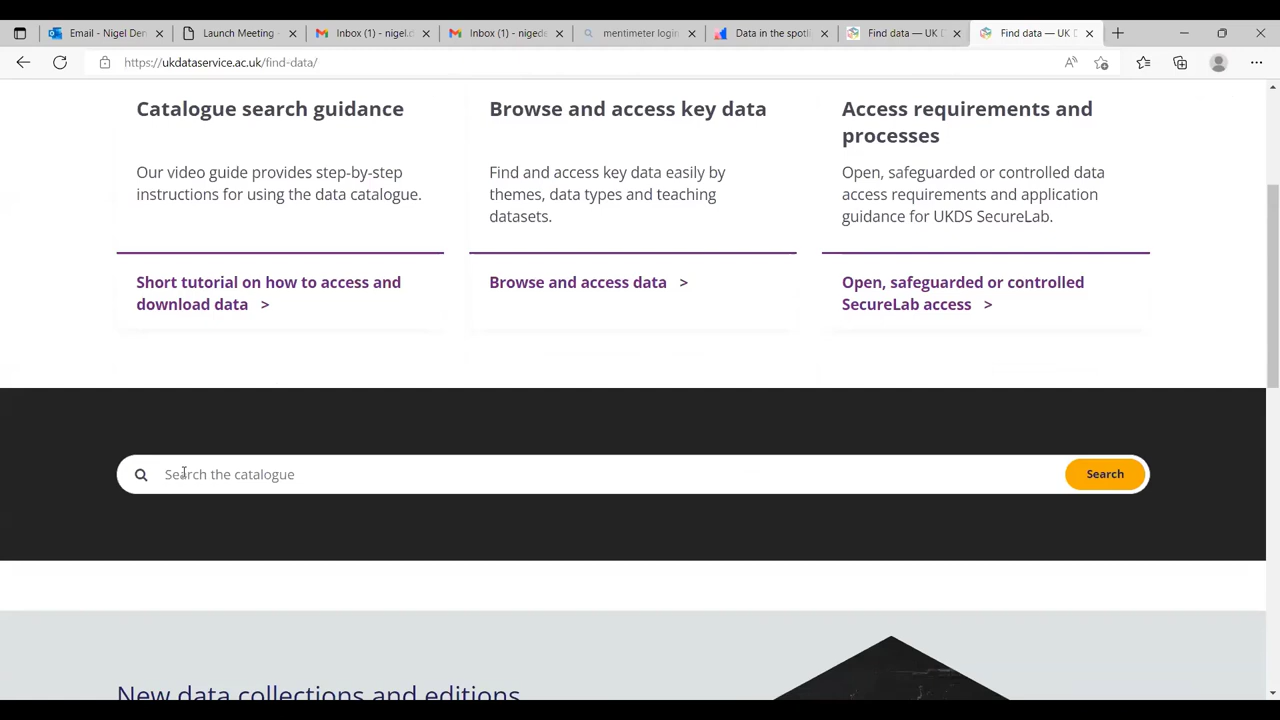 Email - Nigel Den
Launch Meeting
Inbox (1) - nigel.d
Inbox (1) - nigede
mentimeter login
Data in the spotl
Find data — UK D
Find data — UK D
https://ukdataservice.ac.uk/find-data/
Catalogue search guidance
Our video guide provides step-by-step
instructions for using the data catalogue.
Short tutorial on how to access and
download data >
Browse and access key data
Find and access key data easily by
themes, data types and teaching
datasets.
Browse and access data >
Access requirements and
processes
Open, safeguarded or controlled data
access requirements and application
guidance for UKDS SecureLab.
Open, safeguarded or controlled
SecureLab access >
Search the catalogue
Search
New data collections and editions